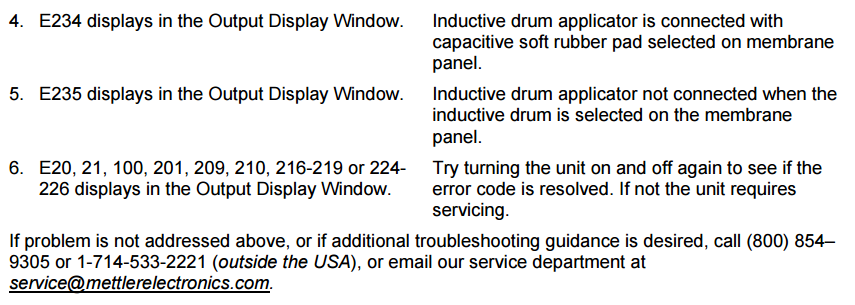 4. E234 displays in the Output Display Window. Inductive drum applicator is connected with
capacitive soft rubber pad selected on membrane
panel.
5. E235 displays in the Output Display Window. Inductive drum applicator not connected when the
inductive drum is selected on the membrane
panel.
6. E20, 21, 100, 201, 209, 210, 216-219 or 224- Try turning the unit on and off again to see if the
226 displays in the Output Display Window. error code is resolved. If not the unit requires
servicing.
If problem is not addressed above, or if additional troubleshooting guidance is desired, call (800) 854–
9305 or 1-714-533-2221 (outside the USA), or email our service department at
service@mettlerelectronics.com.